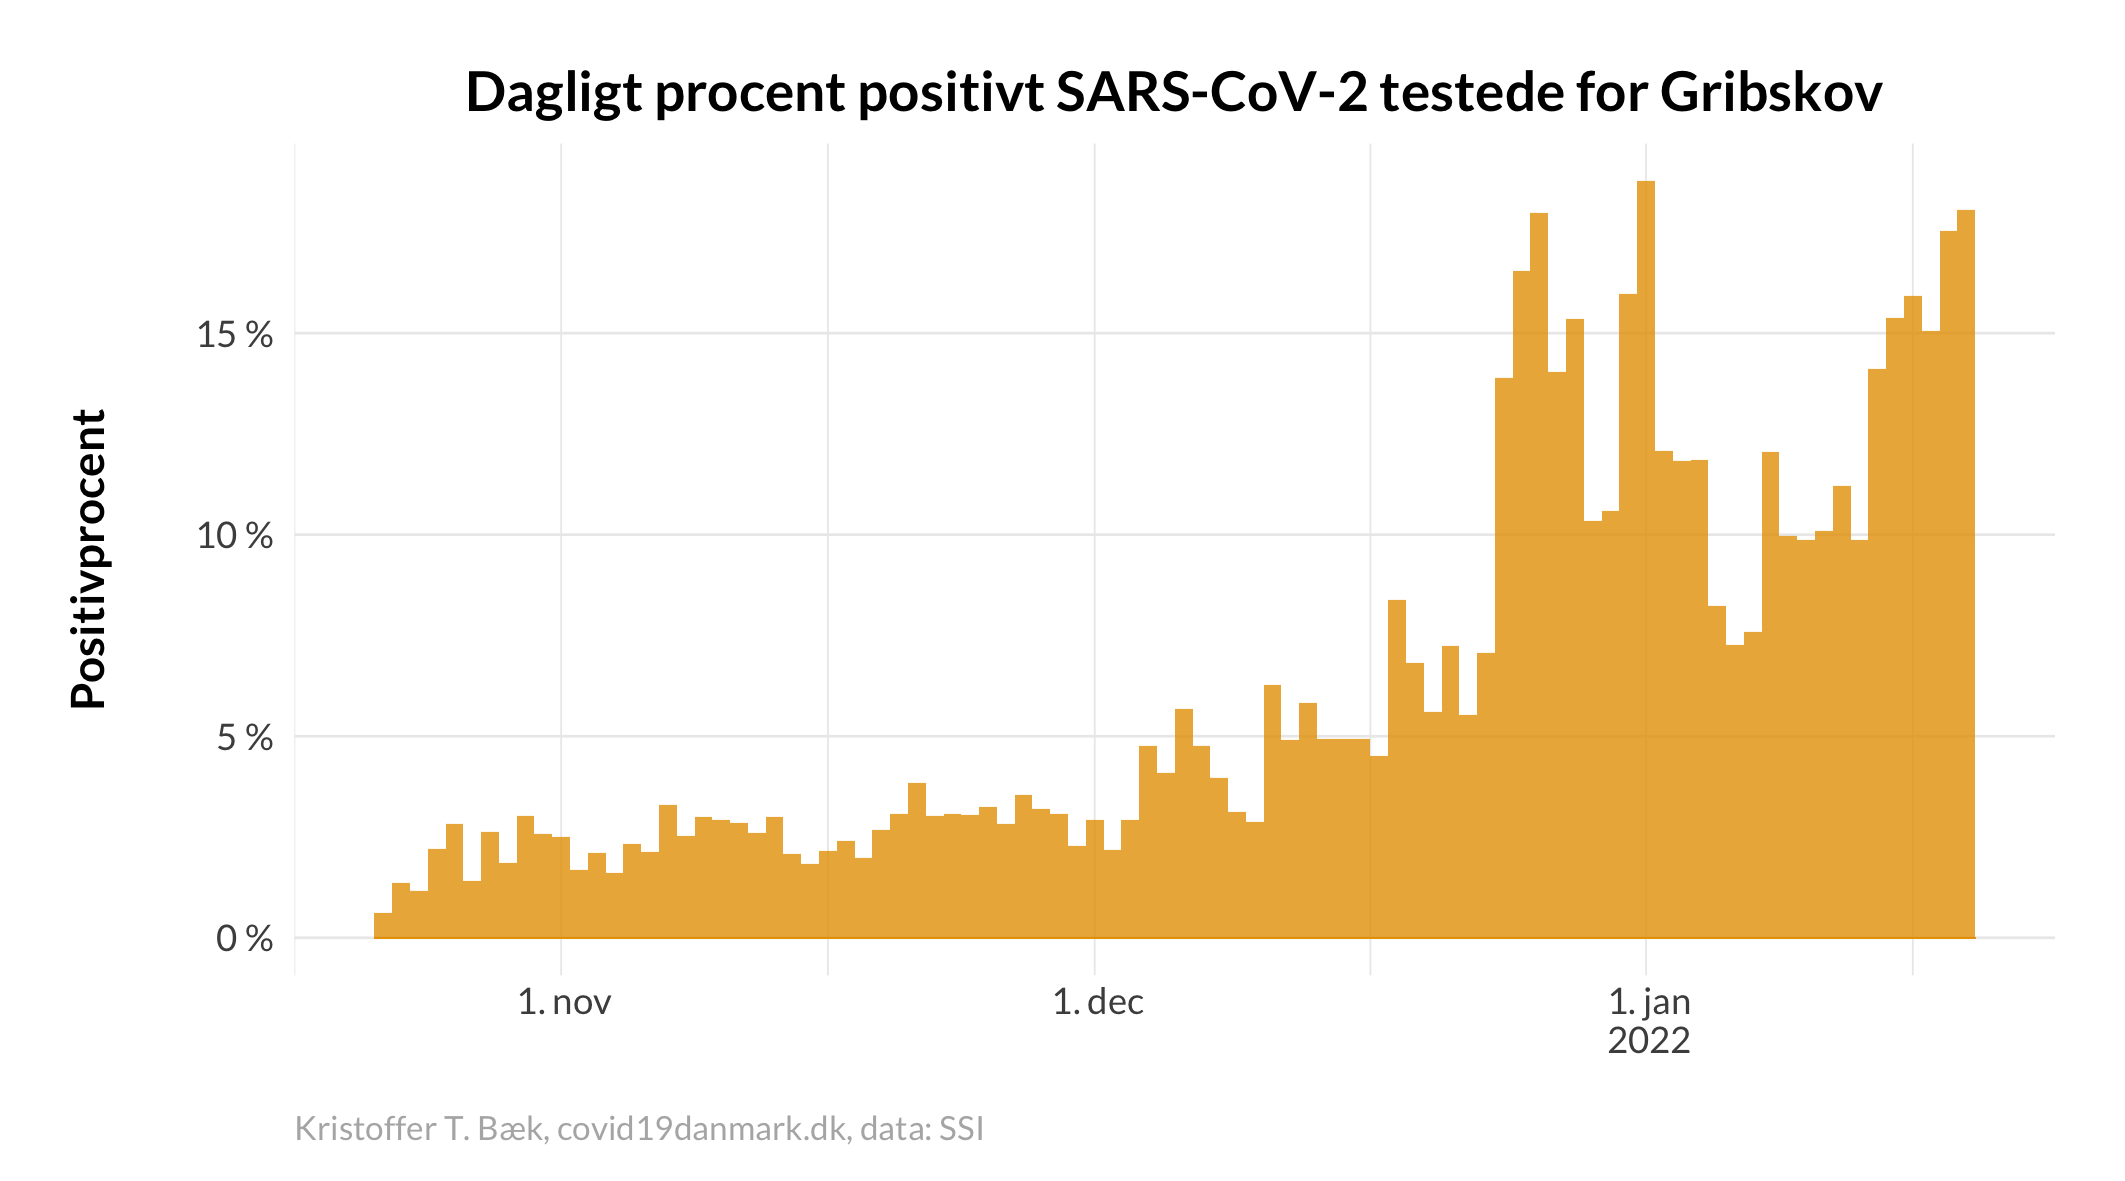 Dagligt procent positivt SARS-CoV-2 testede for Gribskov
Positivprocent
15 %
10 %
5 %
0 %
1. nov
1. dec
1. jan
2022
Kristoffer T. Bæk, covid19danmark.dk, data: SSI